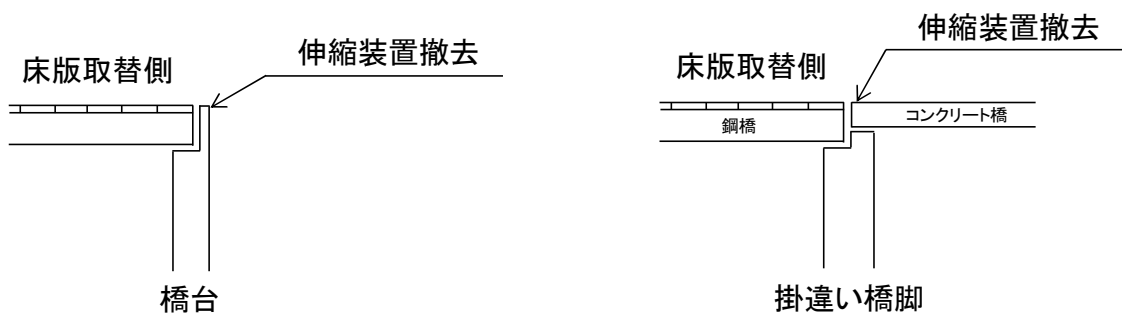 伸縮装置撤去
床版取替側
橋台
伸縮装置撤去
床版取替側
鋼橋
コンクリート橋
掛違い橋脚